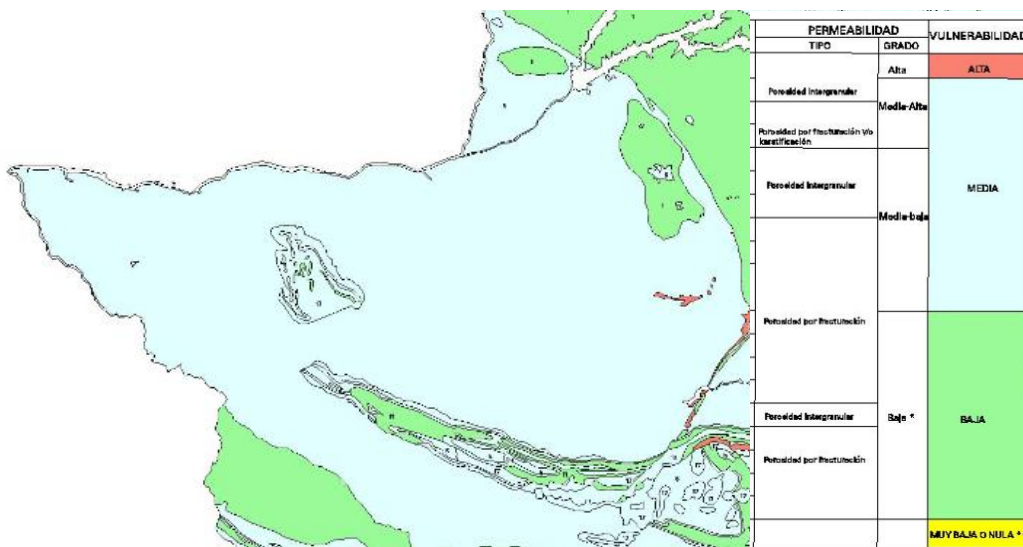 PERMEABILIDAD
VULNERABILIDAD
TIPO
GRADO
Alta
ALTA
Porosidad Intergranular
Media-Alta
Porosidad por fracturación y/o
karstificación
Porosidad Intergranular
MEDIA
Media-baja
Porosidad por fracturación
Porosidad Intergranular
Baja *
BAJA
Porosidad por fracturación
MUY BAJA O NULA *